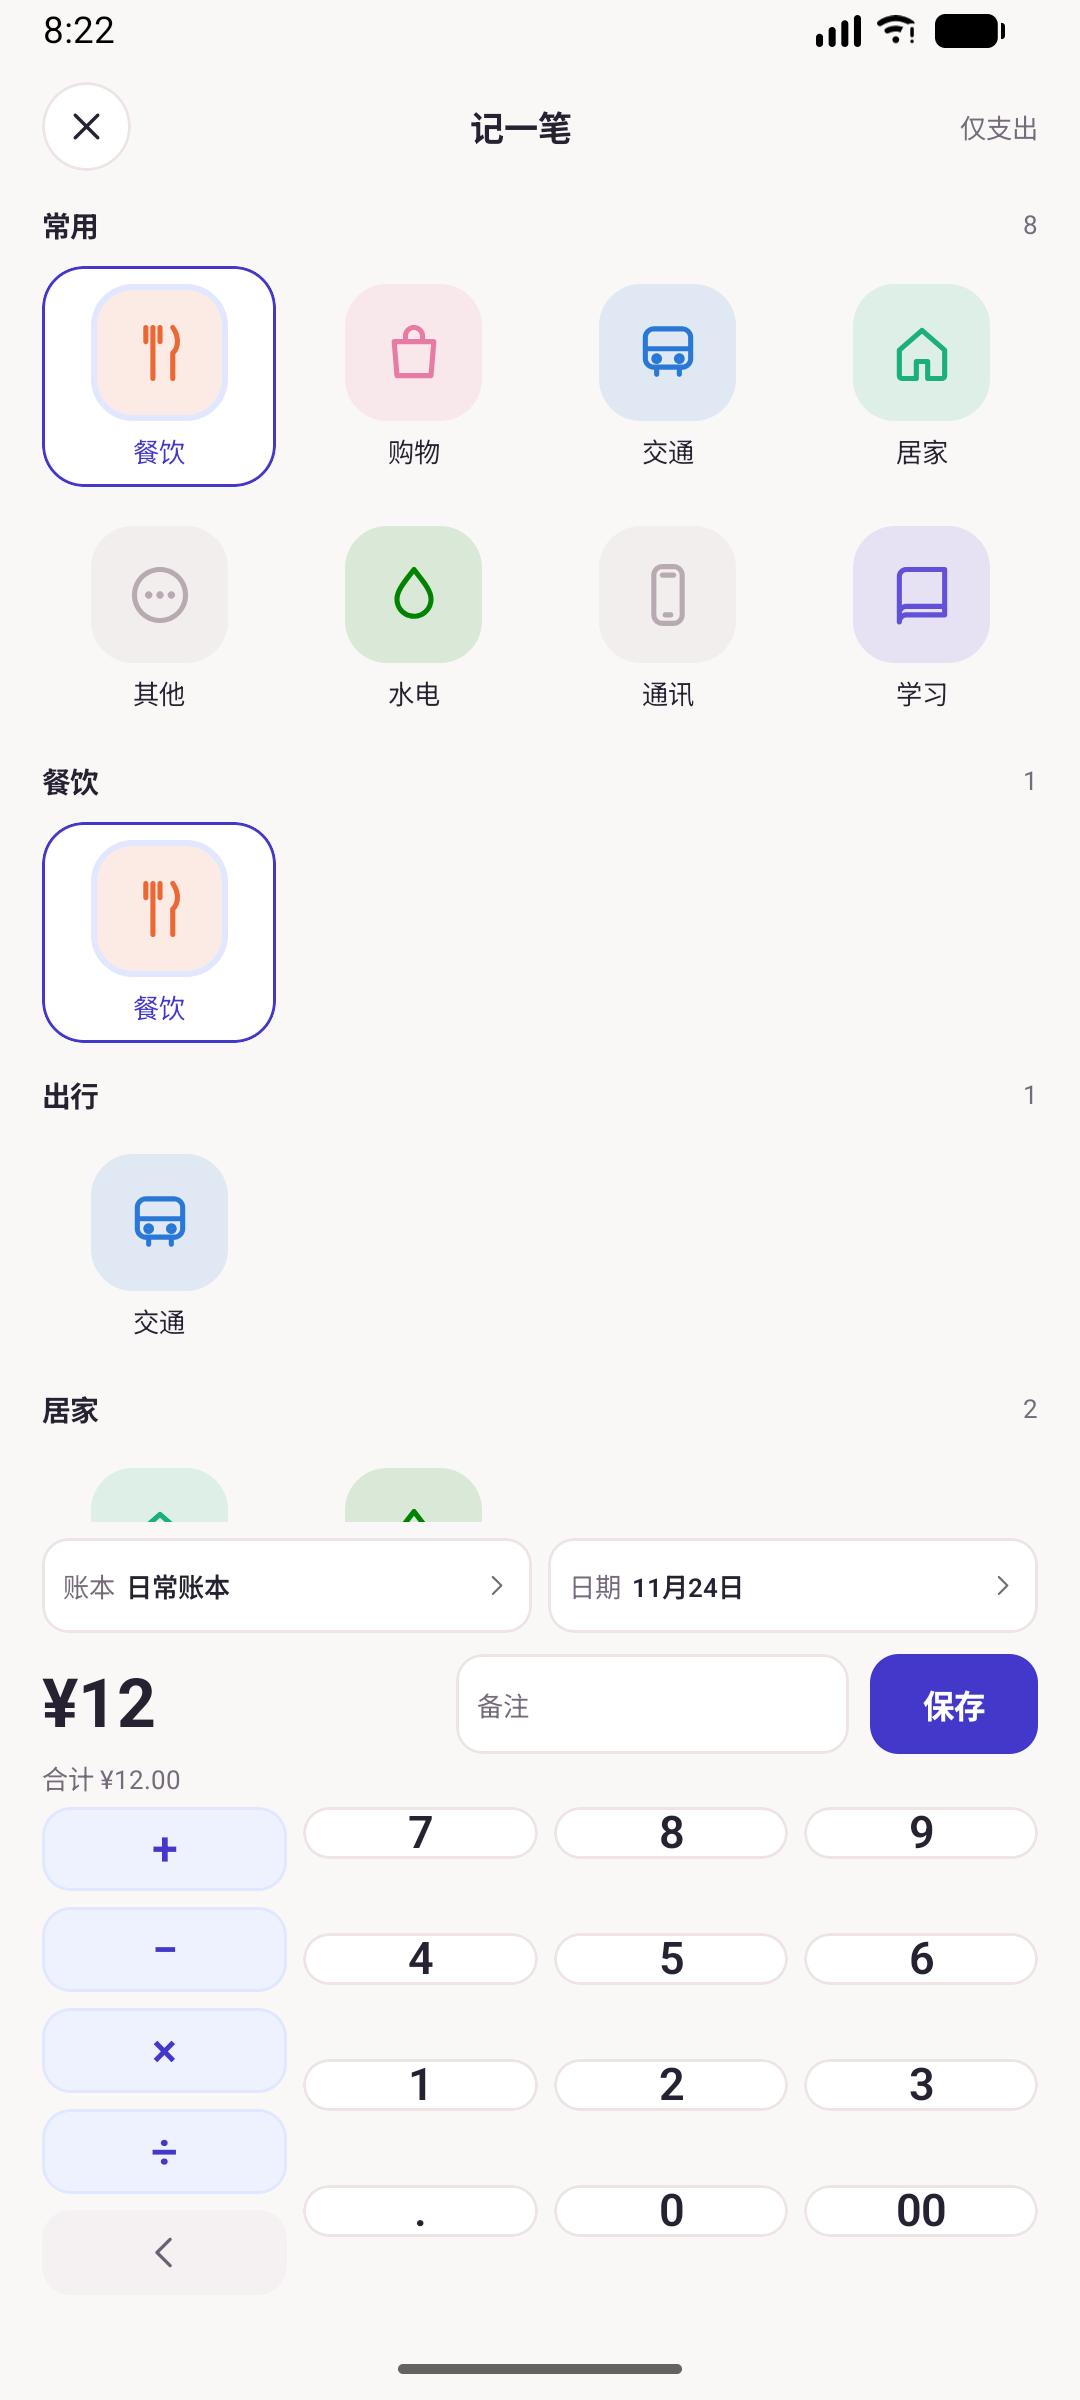 8:22
记一笔
仅支出
常用 8
餐饮 购物 交通 居家
其他 水电 通讯 学习
餐饮 1
餐饮
出行 1
交通
居家 2
账本 日常账本
日期 11月24日
¥12
备注
保存
合计 ¥12.00
+ 7 8 9
− 4 5 6
× 1 2 3
÷ . 0 00